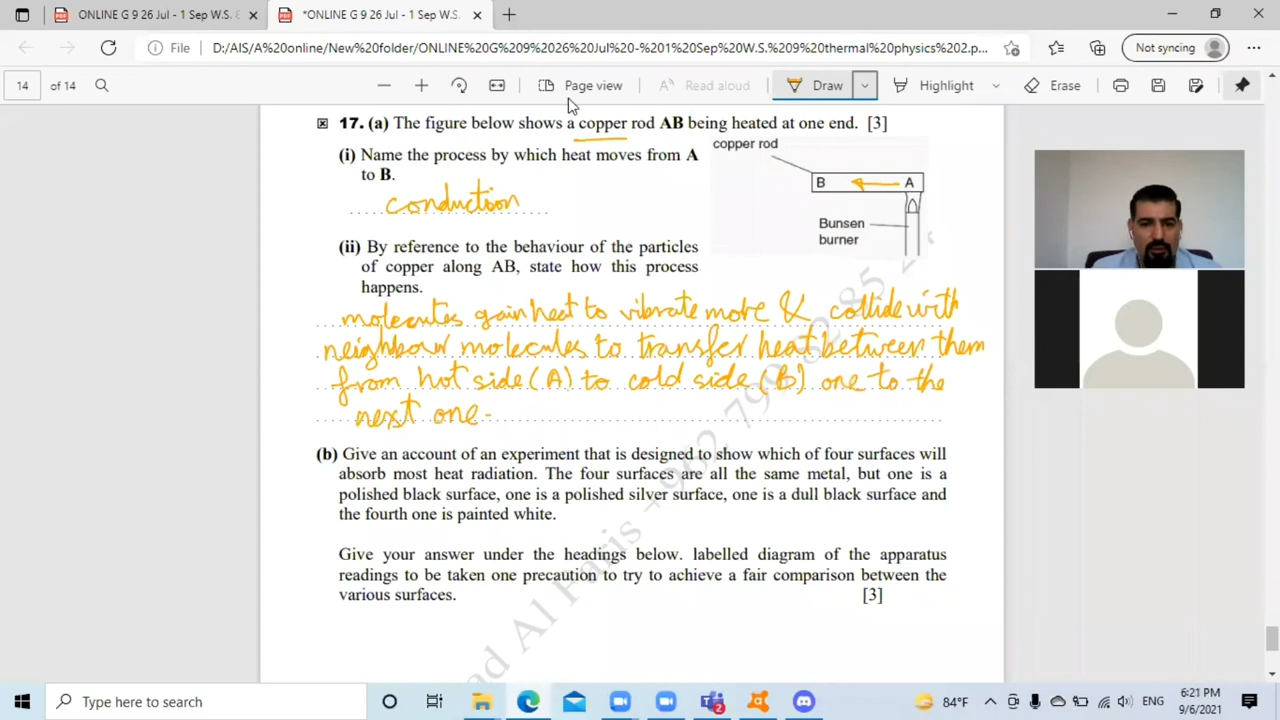 ONLINE G 9 26 Jul - 1 Sep W.S. 
*ONLINE G 9 26 Jul - 1 Sep W.S.
File
D:/AIS/A%20online/New%20folder/ONLINE%20G%209%2026%20Jul%20-%201%20Sep%20W.S.%209%20thermal%20physics%202.p...
Not syncing
14 of 14
Page view
Read aloud
Draw
Highlight
Erase
17. (a) The figure below shows a copper rod AB being heated at one end. [3]
copper rod
(i) Name the process by which heat moves from A
to B.
B A
conduction
Bunsen
burner
(ii) By reference to the behaviour of the particles
of copper along AB, state how this process
happens.
molecules gain heat to vibrate more & collide with
neighbour molecules to transfer heat between them
from hot side (A) to cold side (B) one to the
next one -
(b) Give an account of an experiment that is designed to show which of four surfaces will
absorb most heat radiation. The four surfaces are all the same metal, but one is a
polished black surface, one is a polished silver surface, one is a dull black surface and
the fourth one is painted white.
Give your answer under the headings below. labelled diagram of the apparatus
readings to be taken one precaution to try to achieve a fair comparison between the
various surfaces. [3]
ad Al Faris +962 799 82 85
Type here to search
2
84°F
ENG
6:21 PM
9/6/2021